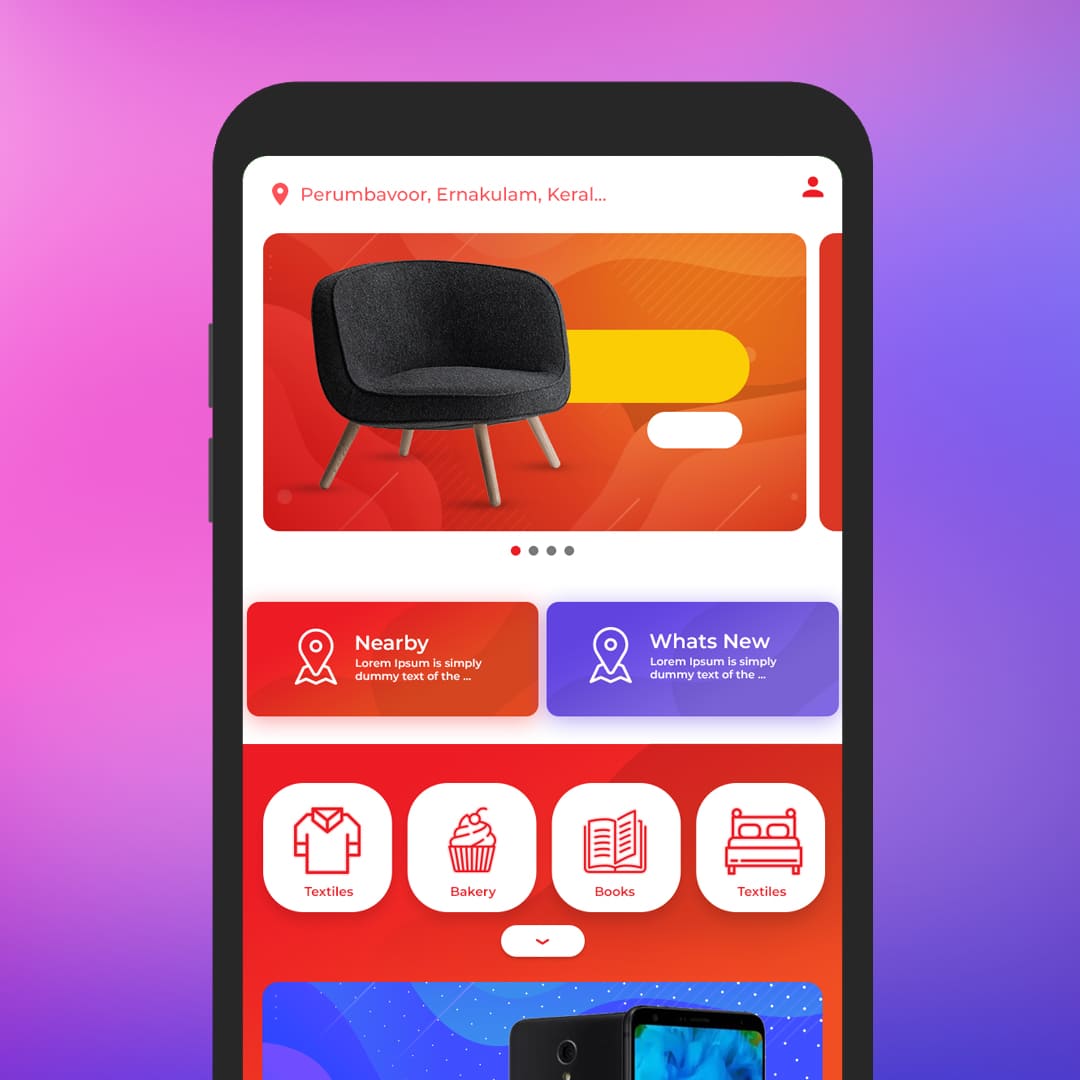 Perumbavoor, Ernakulam, Keral...
Nearby
Lorem Ipsum is simply
dummy text of the ...
Whats New
Lorem Ipsum is simply
dummy text of the ...
Textiles
Bakery
Books
Textiles